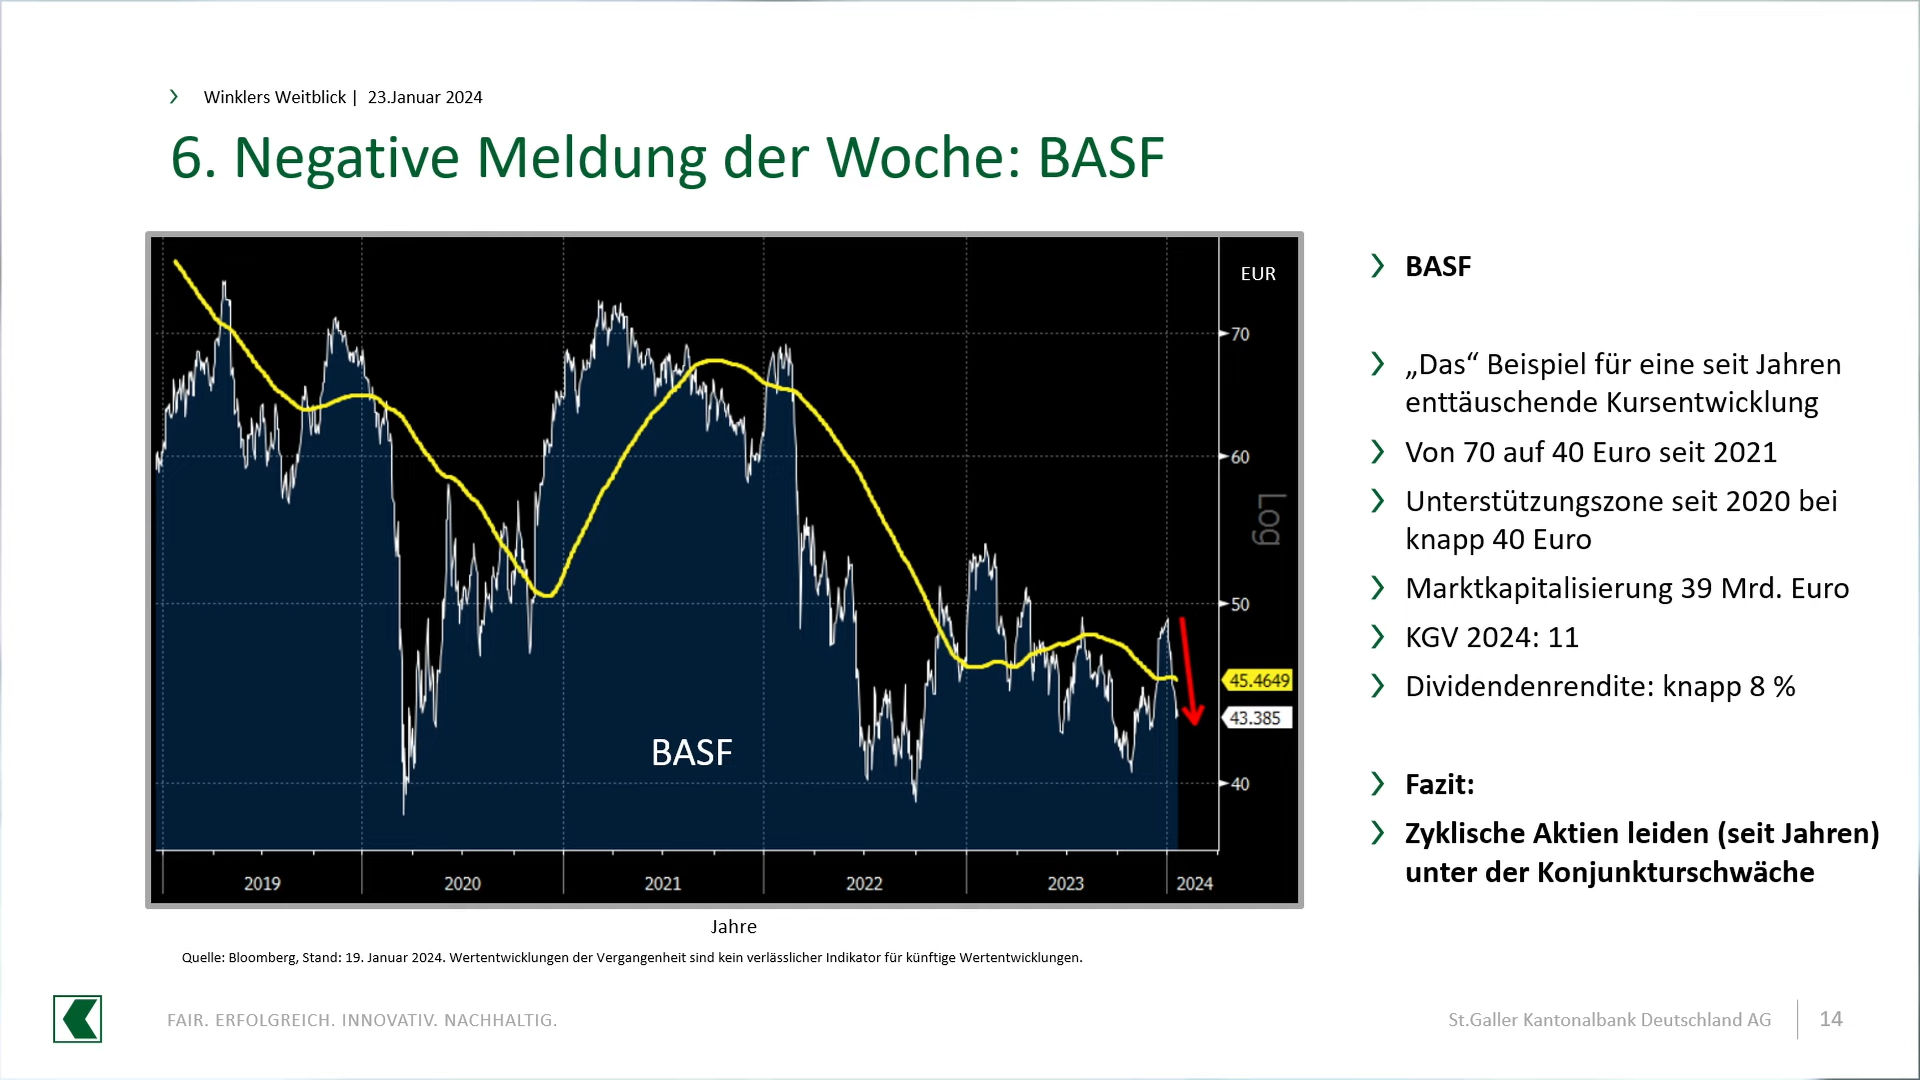 Winklers Weitblick | 23.Januar 2024
6. Negative Meldung der Woche: BASF
EUR
70
60
Log
50
45.4649
43.385
40
BASF
2019
2020
2021
2022
2023
2024
Jahre
Quelle: Bloomberg, Stand: 19. Januar 2024. Wertentwicklungen der Vergangenheit sind kein verlässlicher Indikator für künftige Wertentwicklungen.
BASF
„Das“ Beispiel für eine seit Jahren
enttäuschende Kursentwicklung
Von 70 auf 40 Euro seit 2021
Unterstützungszone seit 2020 bei
knapp 40 Euro
Marktkapitalisierung 39 Mrd. Euro
KGV 2024: 11
Dividendenrendite: knapp 8 %
Fazit:
Zyklische Aktien leiden (seit Jahren)
unter der Konjunkturschwäche
FAIR. ERFOLGREICH. INNOVATIV. NACHHALTIG.
St.Galler Kantonalbank Deutschland AG
14